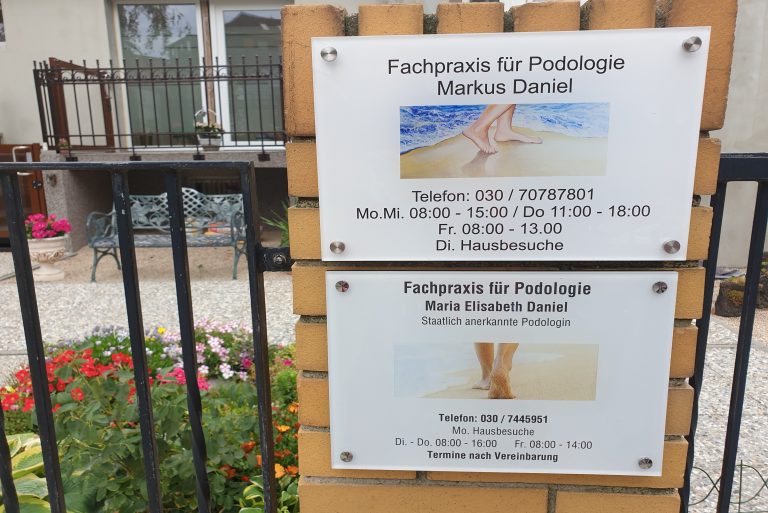 Fachpraxis für Podologie
Markus Daniel
Telefon: 030 / 70787801
Mo.Mi. 08:00 - 15:00 / Do 11:00 - 18:00
Fr. 08:00 - 13.00
Di. Hausbesuche
Fachpraxis für Podologie
Maria Elisabeth Daniel
Staatlich anerkannte Podologin
Telefon: 030 / 7445951
Mo. Hausbesuche
Di. - Do. 08:00 - 16:00 Fr. 08:00 - 14:00
Termine nach Vereinbarung